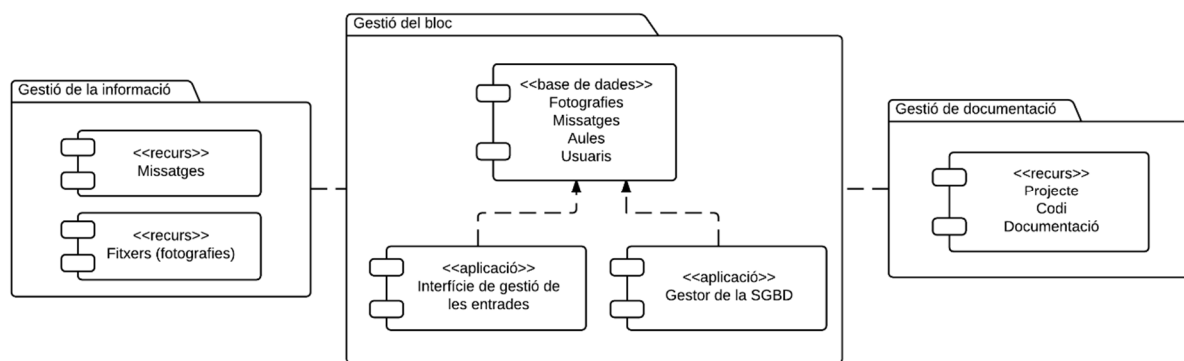 Gestió del bloc
Gestió de la informació
<<recurs>>
Missatges
<<recurs>>
Fitxers (fotografies)
<<base de dades>>
Fotografies
Missatges
Aules
Usuaris
<<aplicació>>
Interfície de gestió de
les entrades
<<aplicació>>
Gestor de la SGBD
Gestió de documentació
<<recurs>>
Projecte
Codi
Documentació